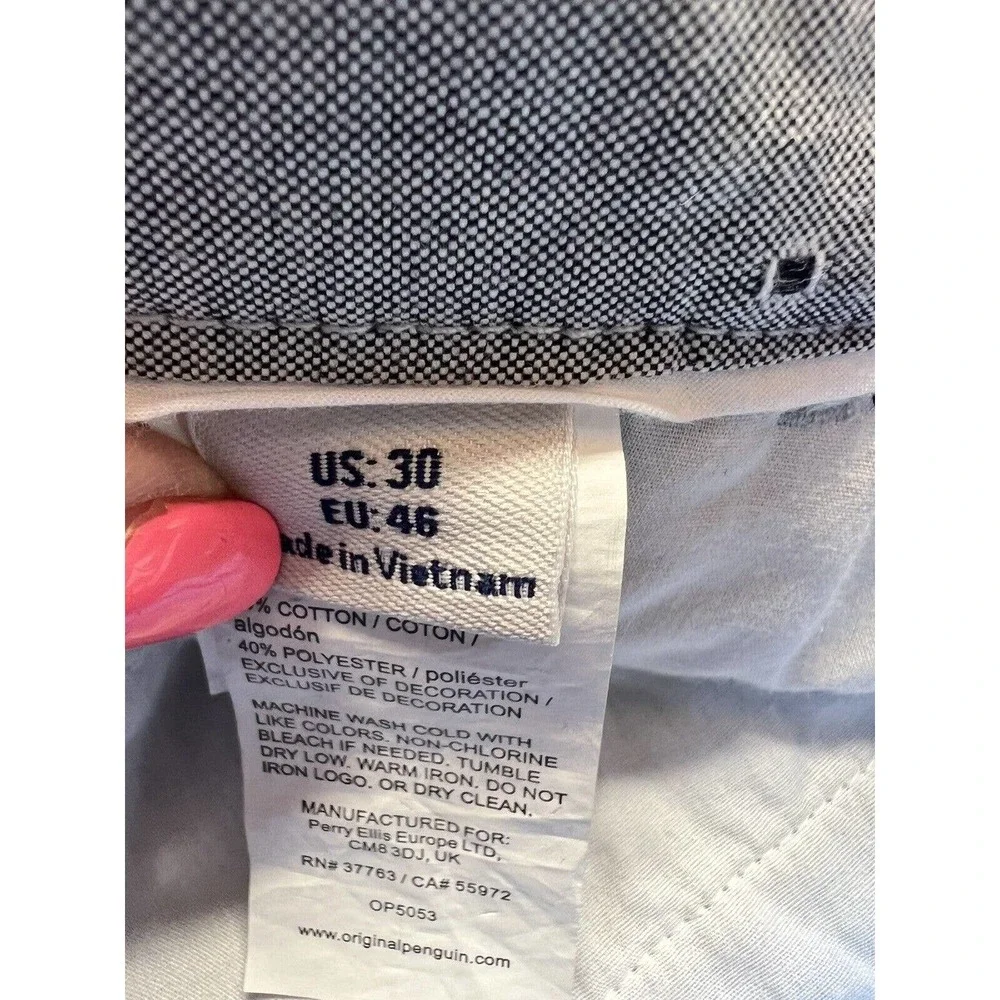 US: 30
EU: 46
ade in Vietnam
% COTTON / COTON /
algodón
40% POLYESTER / poliéster
EXCLUSIVE OF DECORATION /
EXCLUSIF DE DECORATION
MACHINE WASH COLD WITH
LIKE COLORS. NON-CHLORINE
BLEACH IF NEEDED. TUMBLE
DRY LOW. WARM IRON. DO NOT
IRON LOGO. OR DRY CLEAN.
MANUFACTURED FOR:
Perry Ellis Europe LTD,
CM8 3DJ, UK
RN# 37763 / CA# 55972
OP5053
www.originalpenguin.com